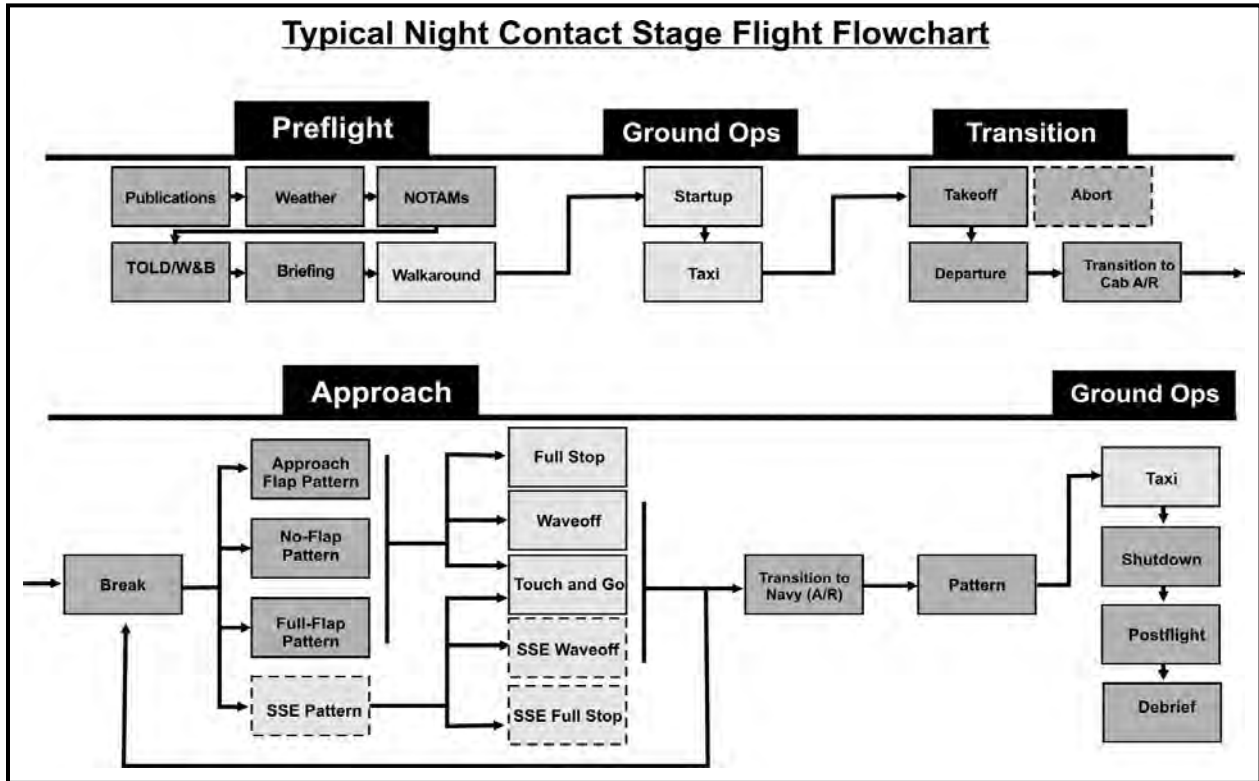 Typical Night Contact Stage Flight Flowchart
Preflight
Ground Ops
Transition
Publications
Weather
NOTAMs
Startup
Takeoff
Abort
TOLD/W&B
Briefing
Walkaround
Taxi
Departure
Transition to
Cab A/R
Approach
Ground Ops
Approach
Flap Pattern
No-Flap
Pattern
Full-Flap
Pattern
SSE Pattern
Break
Full Stop
Waveoff
Touch and Go
SSE Waveoff
SSE Full Stop
Transition to
Navy (A/R)
Pattern
Taxi
Shutdown
Postflight
Debrief